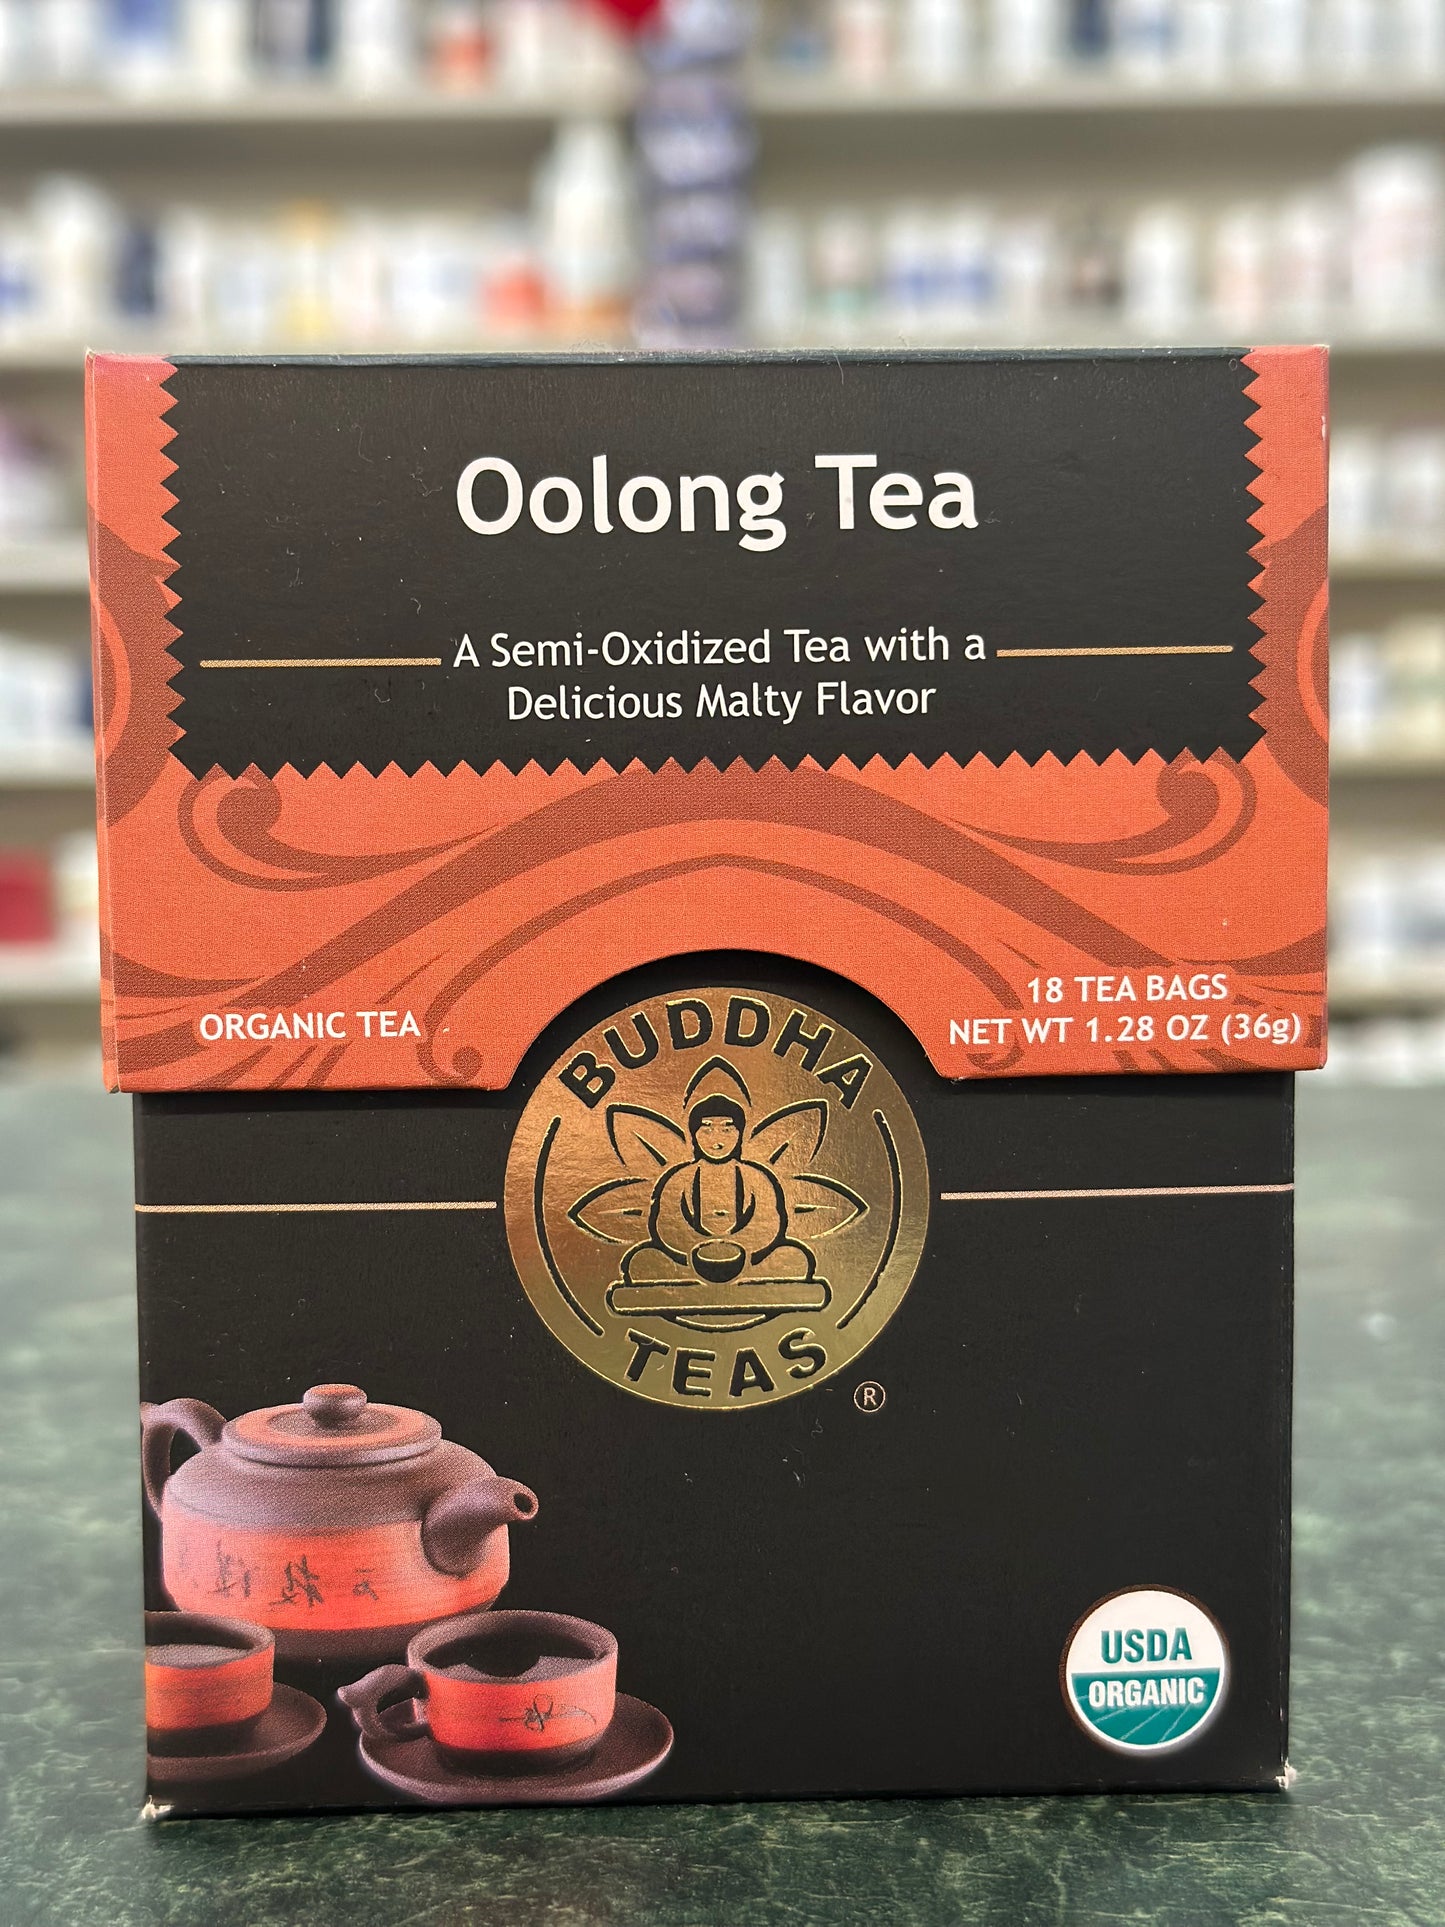 Oolong Tea
A Semi-Oxidized Tea with a
Delicious Malty Flavor
ORGANIC TEA
18 TEA BAGS
NET WT 1.28 OZ (36g)
BUDDHA
TEAS
®
USDA
ORGANIC